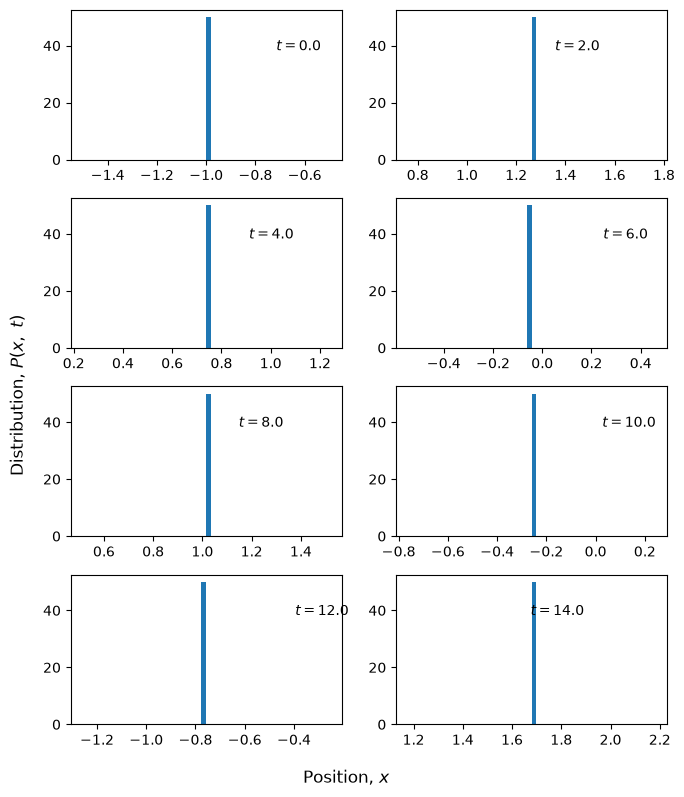 40
20
0
t = 0.0
−1.4 −1.2 −1.0 −0.8 −0.6
40
20
0
t = 2.0
0.8 1.0 1.2 1.4 1.6 1.8
40
20
0
t = 4.0
0.2 0.4 0.6 0.8 1.0 1.2
40
20
0
t = 6.0
−0.4 −0.2 0.0 0.2 0.4
40
20
0
t = 8.0
0.6 0.8 1.0 1.2 1.4
40
20
0
t = 10.0
−0.8 −0.6 −0.4 −0.2 0.0 0.2
40
20
0
t = 12.0
−1.2 −1.0 −0.8 −0.6 −0.4
40
20
0
t = 14.0
1.2 1.4 1.6 1.8 2.0 2.2
Distribution, P(x, t)
Position, x